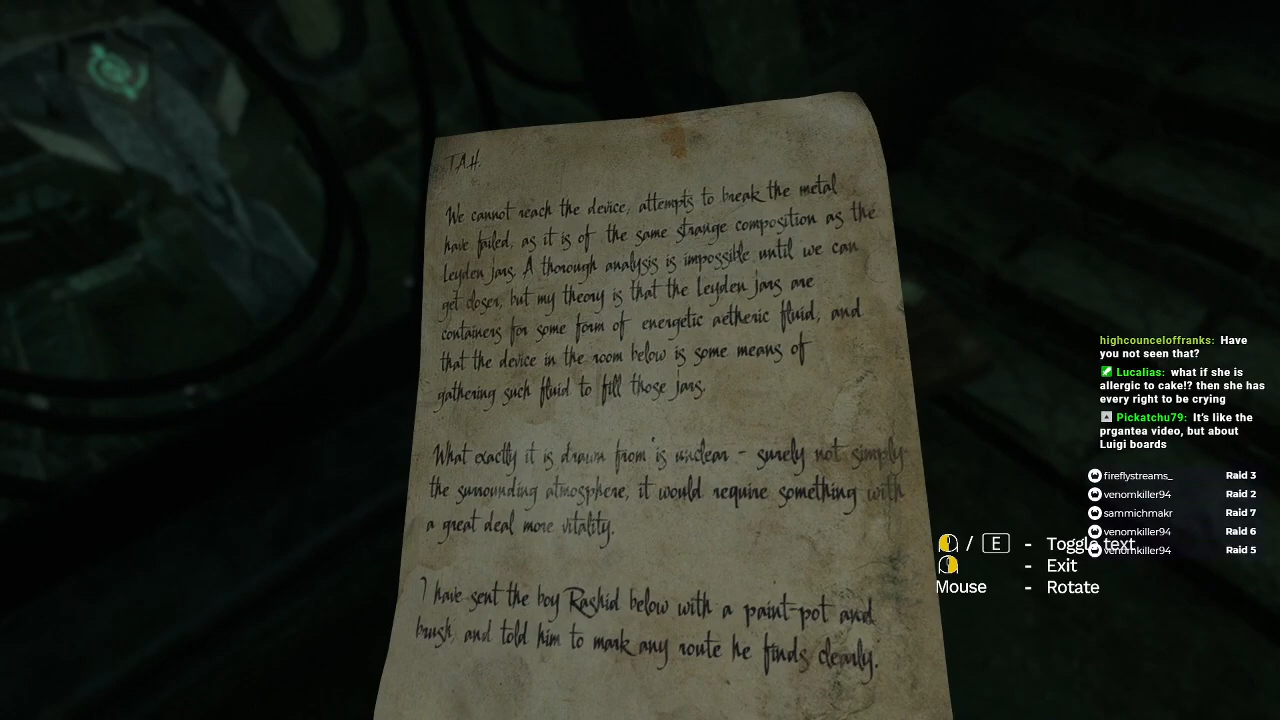 T.A.H.
We cannot reach the device, attempts to break the metal
have failed, as it is of the same strange composition as the
Leyden jars. A thorough analysis is impossible until we can
get closer, but my theory is that the Leyden jars are
containers for some form of energetic aetheric fluid, and
that the device in the room below is some means of
gathering such fluid to fill those jars.
What exactly it is drawn from is unclear - surely not simply
the surrounding atmosphere, it would require something with
a great deal more vitality.
I have sent the boy Rashid below with a paint-pot and
brush, and told him to mark any route he finds clearly.
highcounceloffranks: Have
you not seen that?
Lucalias: what if she is
allergic to cake!? then she has
every right to be crying
Pickatchu79: It's like the
prgantea video, but about
Luigi boards
fireflystreams_ Raid 3
venomkiller94 Raid 2
sammichmakr Raid 7
venomkiller94 Raid 6
venomkiller94 Raid 5
/ E - Toggle text
- Exit
Mouse - Rotate